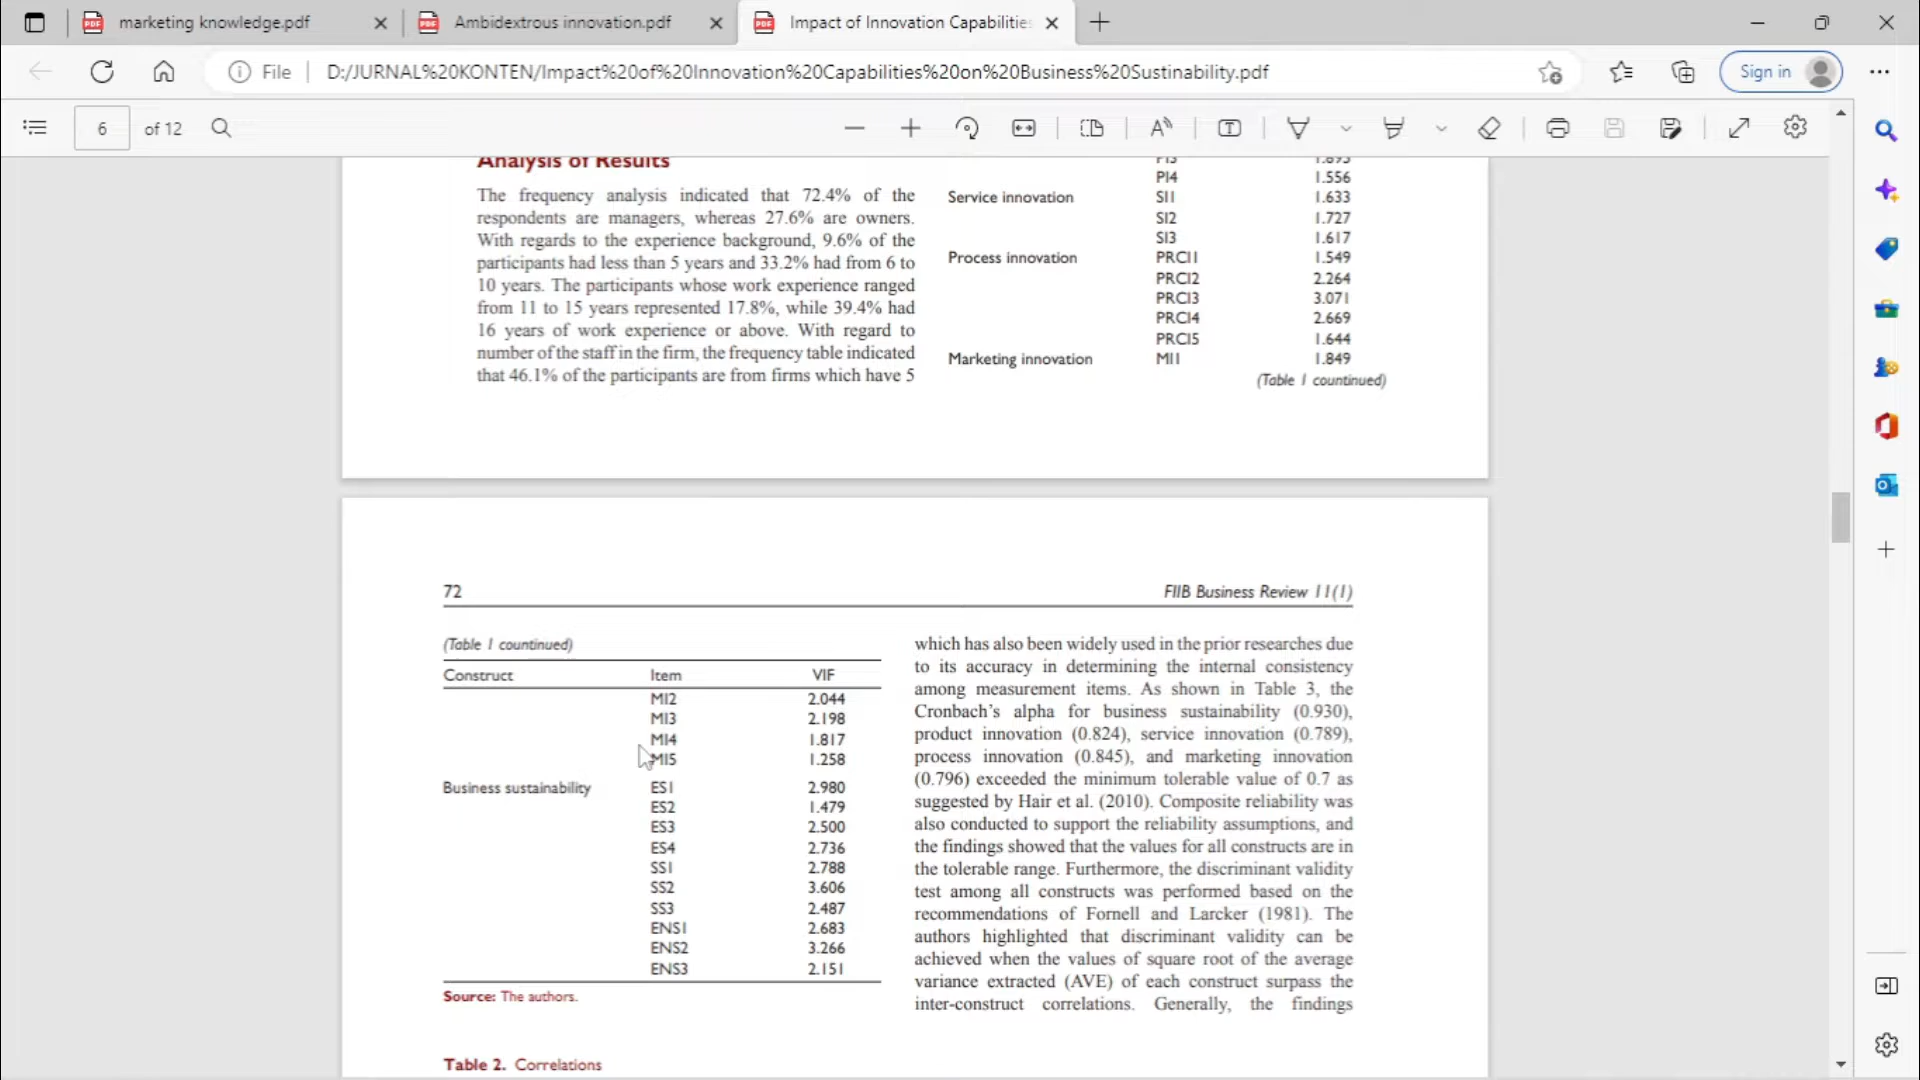 marketing knowledge.pdf
Ambidextrous innovation.pdf
Impact of Innovation Capabilitie
File
D:/JURNAL%20KONTEN/Impact%20of%20Innovation%20Capabilities%20on%20Business%20Sustinability.pdf
Sign in
6 of 12
Analysis of Results
The frequency analysis indicated that 72.4% of the
respondents are managers, whereas 27.6% are owners.
With regards to the experience background, 9.6% of the
participants had less than 5 years and 33.2% had from 6 to
10 years. The participants whose work experience ranged
from 11 to 15 years represented 17.8%, while 39.4% had
16 years of work experience or above. With regard to
number of the staff in the firm, the frequency table indicated
that 46.1% of the participants are from firms which have 5
PI3 1.893
PI4 1.556
Service innovation SI1 1.633
SI2 1.727
SI3 1.617
Process innovation PRCI1 1.549
PRCI2 2.264
PRCI3 3.071
PRCI4 2.669
PRCI5 1.644
Marketing innovation MI1 1.849
(Table 1 countinued)
72
FIIB Business Review 11(1)
(Table 1 countinued)
Construct Item VIF
MI2 2.044
MI3 2.198
MI4 1.817
MI5 1.258
Business sustainability ES1 2.980
ES2 1.479
ES3 2.500
ES4 2.736
SS1 2.788
SS2 3.606
SS3 2.487
ENS1 2.683
ENS2 3.266
ENS3 2.151
Source: The authors.
Table 2. Correlations
which has also been widely used in the prior researches due
to its accuracy in determining the internal consistency
among measurement items. As shown in Table 3, the
Cronbach's alpha for business sustainability (0.930),
product innovation (0.824), service innovation (0.789),
process innovation (0.845), and marketing innovation
(0.796) exceeded the minimum tolerable value of 0.7 as
suggested by Hair et al. (2010). Composite reliability was
also conducted to support the reliability assumptions, and
the findings showed that the values for all constructs are in
the tolerable range. Furthermore, the discriminant validity
test among all constructs was performed based on the
recommendations of Fornell and Larcker (1981). The
authors highlighted that discriminant validity can be
achieved when the values of square root of the average
variance extracted (AVE) of each construct surpass the
inter-construct correlations. Generally, the findings